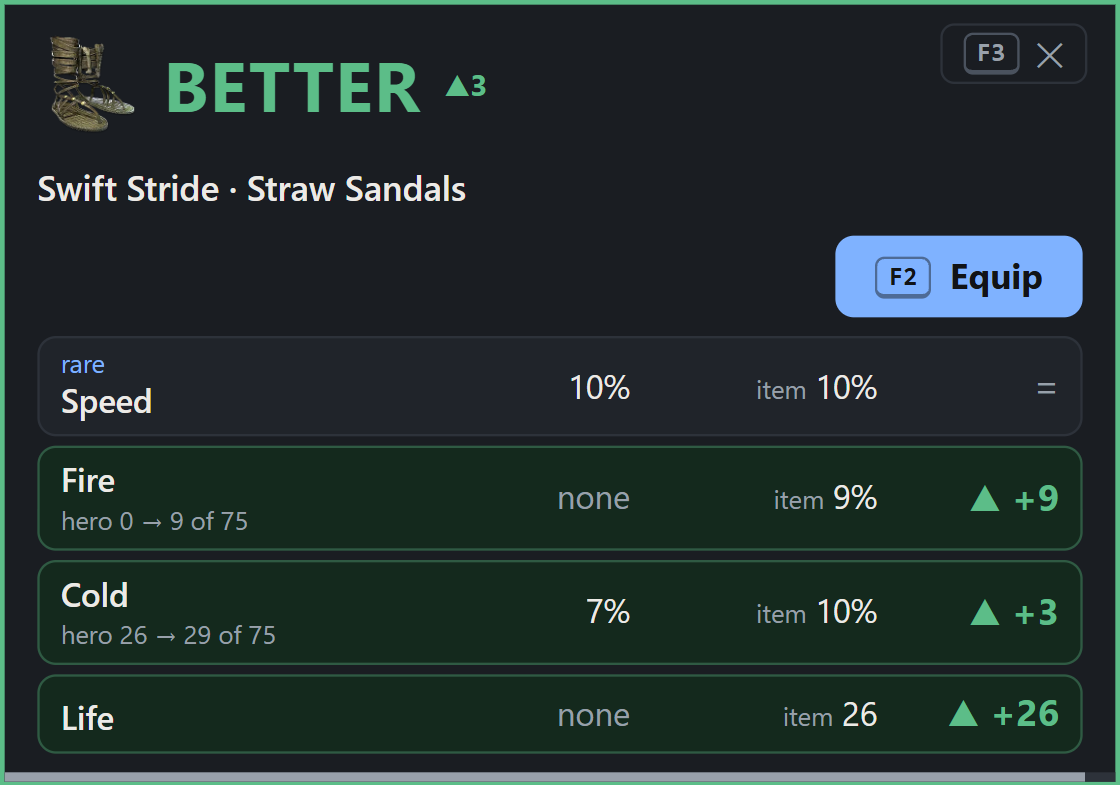 F3
BETTER ▲3
Swift Stride · Straw Sandals
F2 Equip
rare
Speed 10% item 10% =
Fire none item 9% ▲ +9
hero 0 → 9 of 75
Cold 7% item 10% ▲ +3
hero 26 → 29 of 75
Life none item 26 ▲ +26